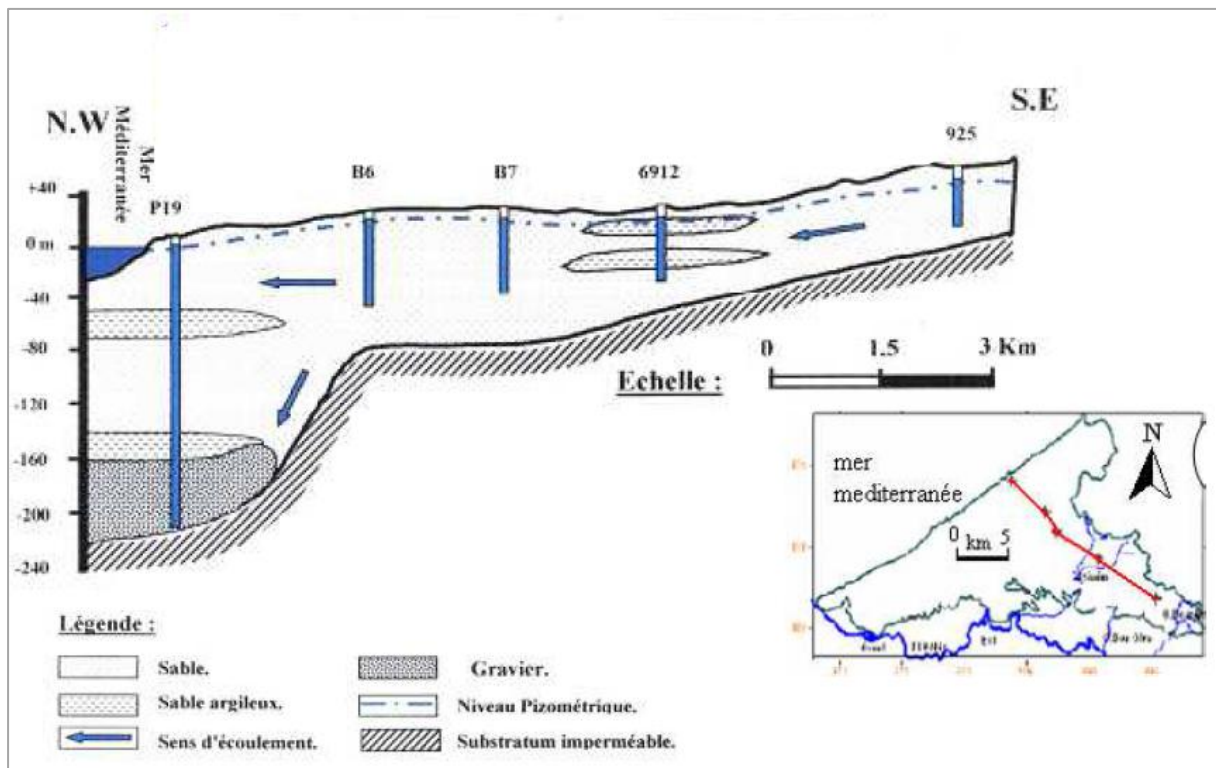 N.W
Mer
Méditerranée
S.E
P19
B6
B7
6912
925
+40
0 m
-40
-80
-120
-160
-200
-240
Echelle :
0 1.5 3 Km
mer
mediterranée
N
0 km 5
Légende :
Sable.
Gravier.
Sable argileux.
Niveau Pizométrique.
Sens d'écoulement.
Substratum imperméable.